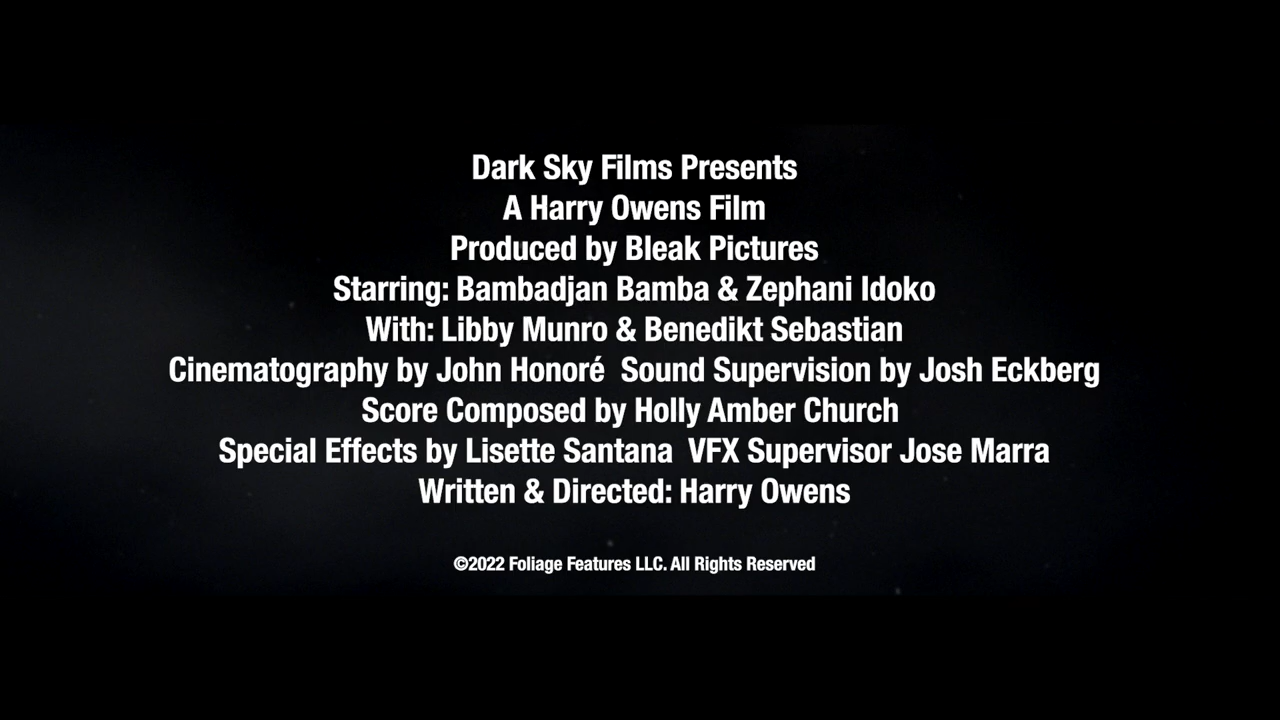 Dark Sky Films Presents
A Harry Owens Film
Produced by Bleak Pictures
Starring: Bambadjan Bamba & Zephani Idoko
With: Libby Munro & Benedikt Sebastian
Cinematography by John Honoré  Sound Supervision by Josh Eckberg
Score Composed by Holly Amber Church
Special Effects by Lisette Santana  VFX Supervisor Jose Marra
Written & Directed: Harry Owens
©2022 Foliage Features LLC. All Rights Reserved